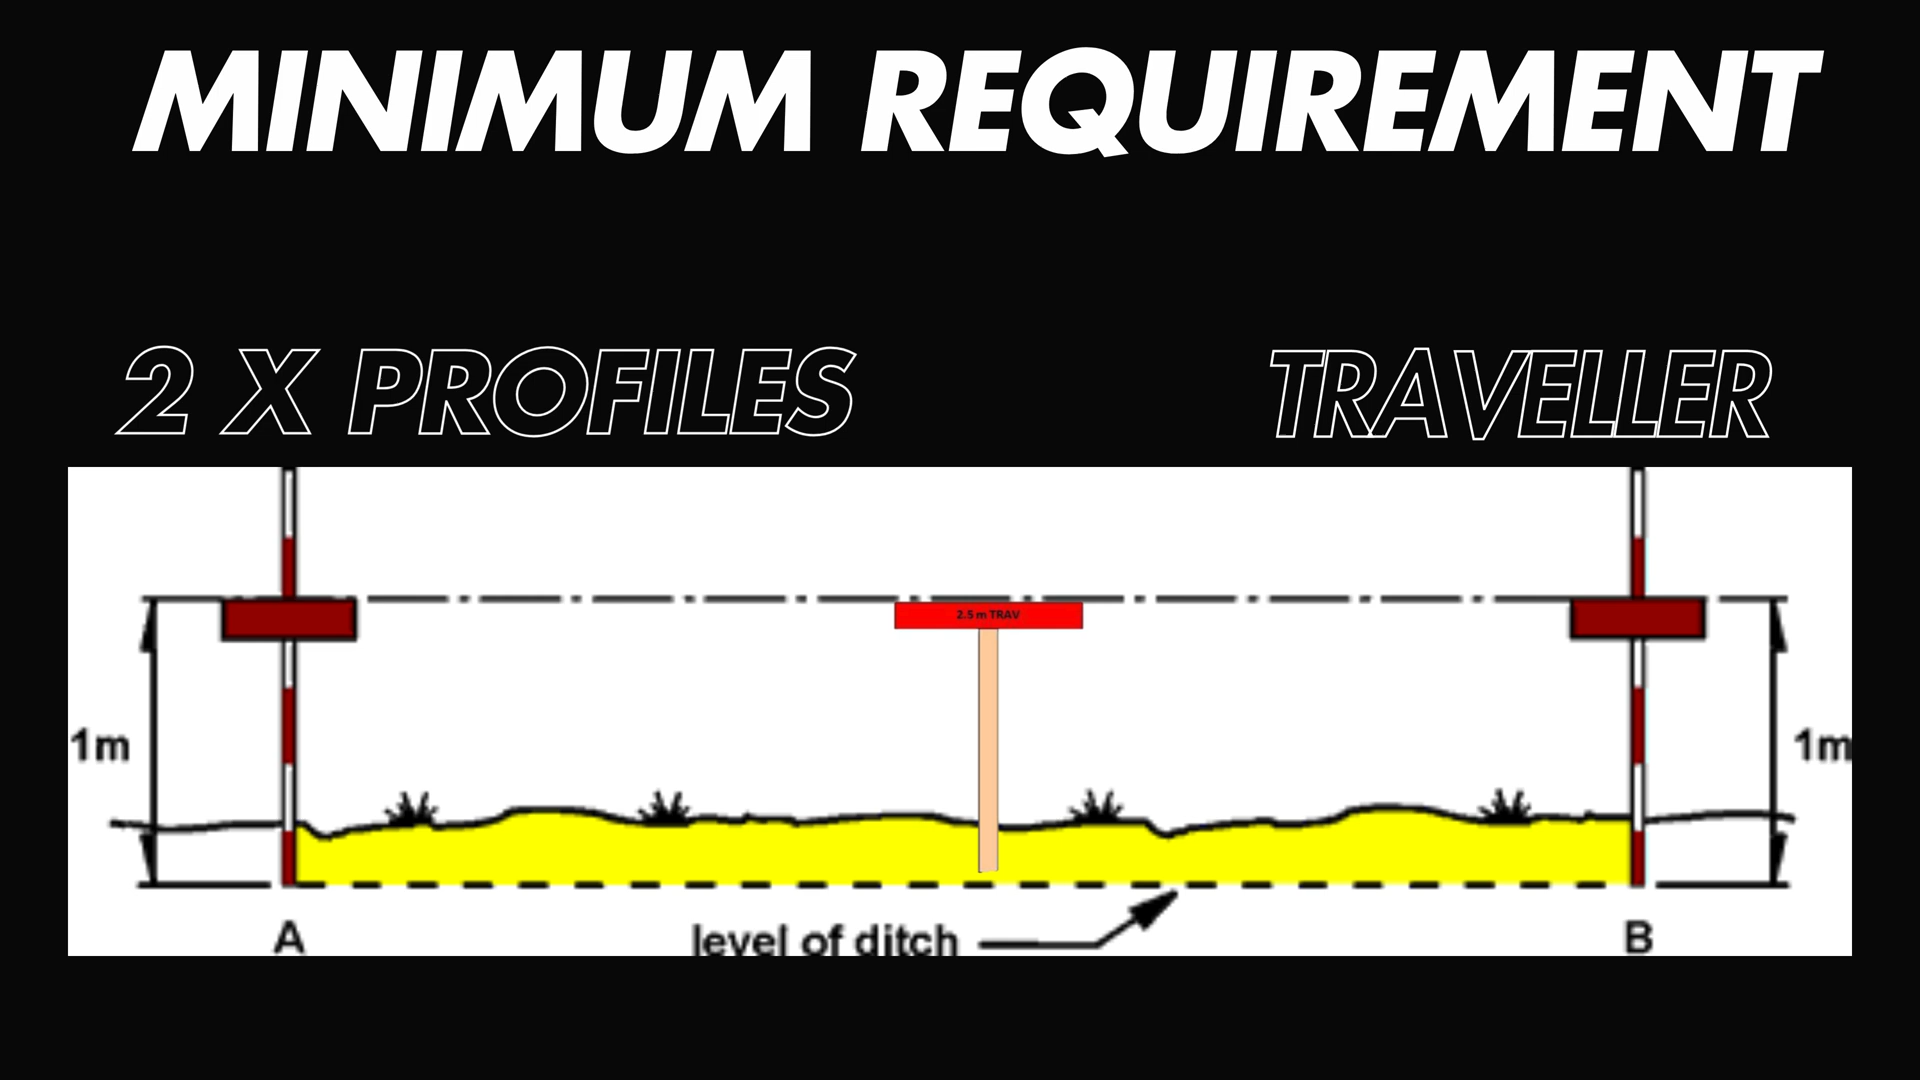 MINIMUM REQUIREMENT
2 X PROFILES
TRAVELLER
2.5 m TRAV
1m
1m
A
level of ditch
B